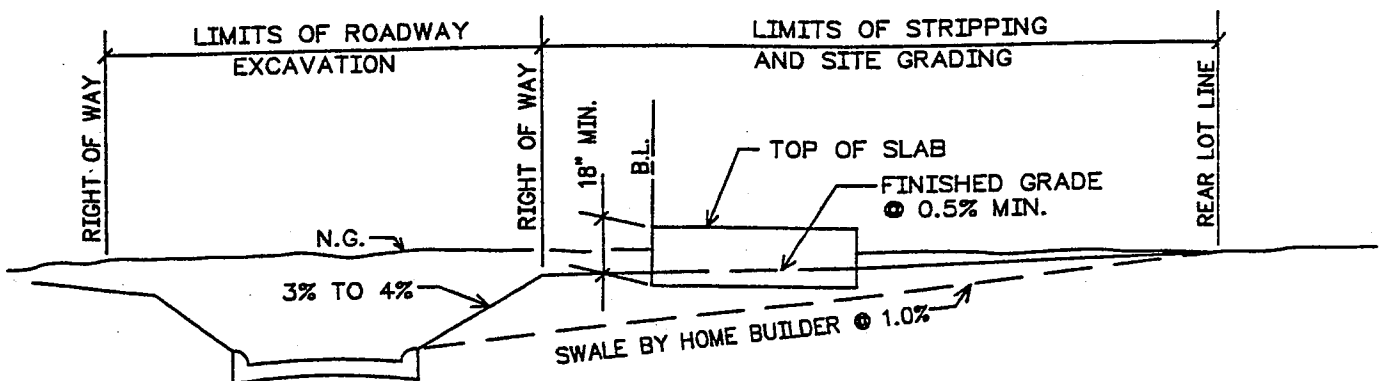 LIMITS OF ROADWAY
EXCAVATION
LIMITS OF STRIPPING
AND SITE GRADING
RIGHT OF WAY
RIGHT OF WAY
18" MIN.
B.L.
REAR LOT LINE
TOP OF SLAB
FINISHED GRADE
@ 0.5% MIN.
N.G.
3% TO 4%
SWALE BY HOME BUILDER @ 1.0%